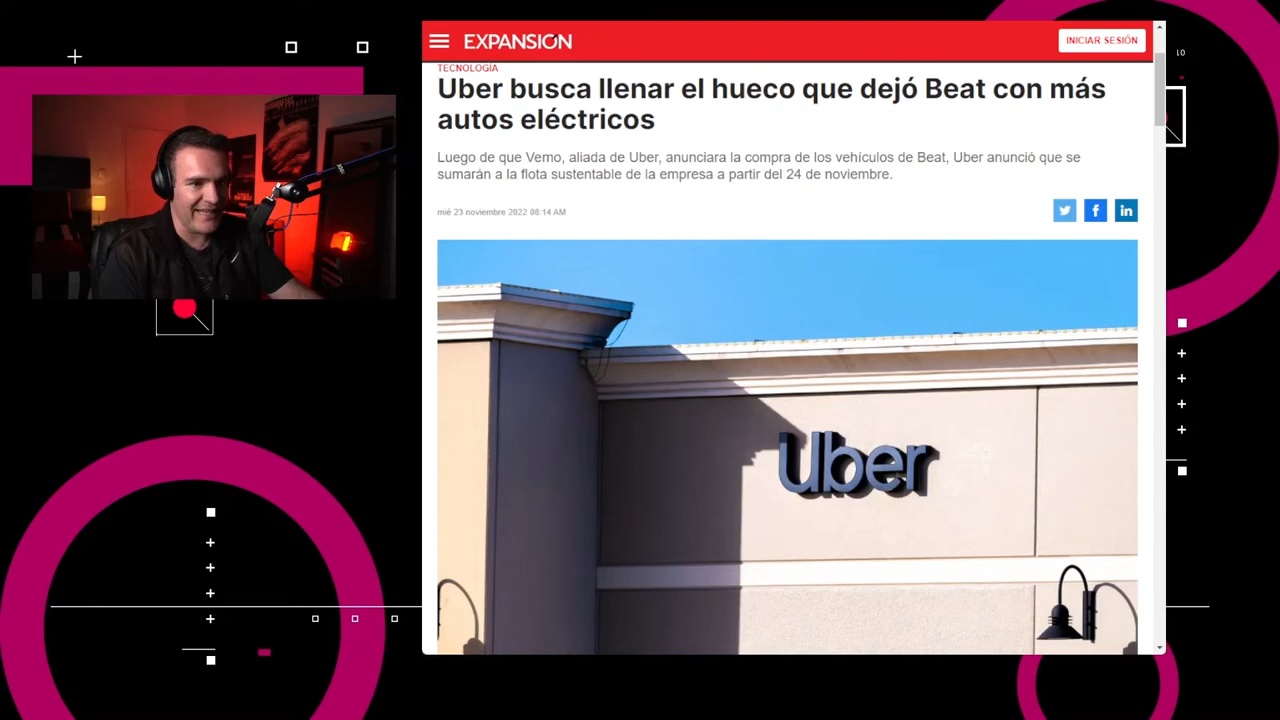 EXPANSIÓN
INICIAR SESIÓN
TECNOLOGÍA
Uber busca llenar el hueco que dejó Beat con más
autos eléctricos
Luego de que Vemo, aliada de Uber, anunciara la compra de los vehículos de Beat, Uber anunció que se
sumarán a la flota sustentable de la empresa a partir del 24 de noviembre.
mié 23 noviembre 2022 08:14 AM
Uber
10